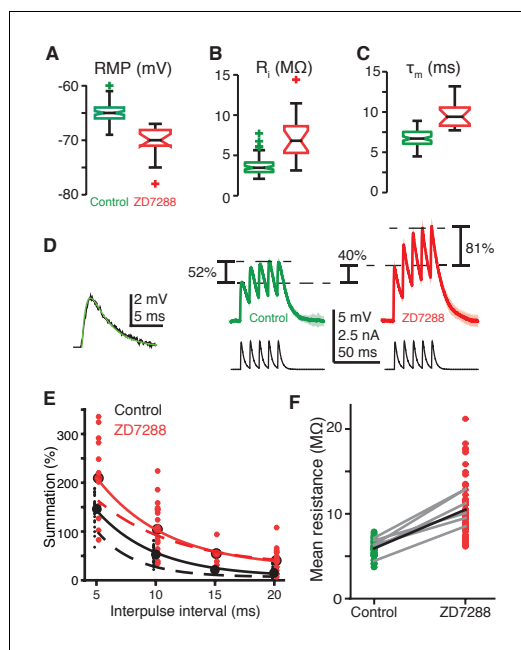 A
RMP (mV)
-60
-70
-80
Control ZD7288
B
Ri (MΩ)
15
10
5
0
C
τm (ms)
15
10
5
0
D
2 mV
5 ms
52%
Control
40%
5 mV
2.5 nA
50 ms
81%
ZD7288
E
Control
ZD7288
Summation (%)
300
150
0
5 10 15 20
Interpulse interval (ms)
F
Mean resistance (MΩ)
20
10
0
Control ZD7288